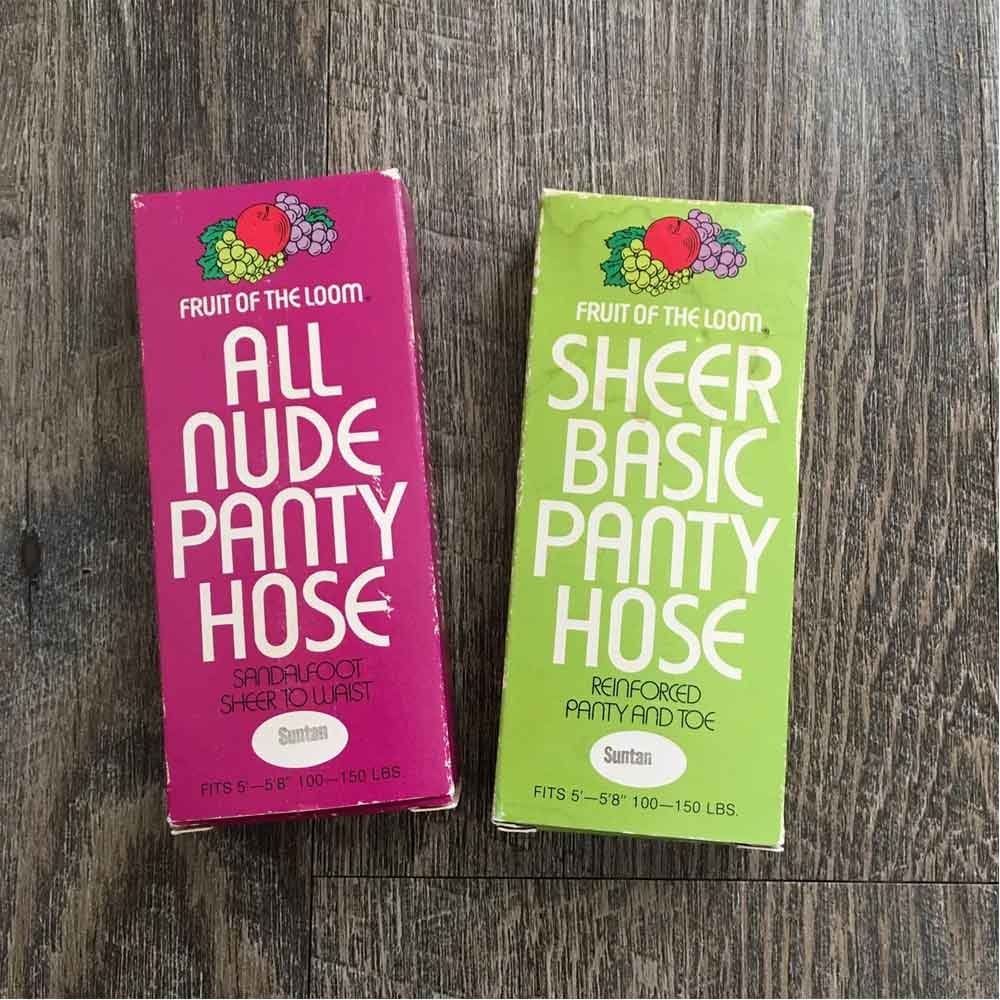 FRUIT OF THE LOOM®
ALL
NUDE
PANTY
HOSE
SANDALFOOT
SHEER TO WAIST
Suntan
FITS 5'—5'8" 100—150 LBS.
FRUIT OF THE LOOM®
SHEER
BASIC
PANTY
HOSE
REINFORCED
PANTY AND TOE
Suntan
FITS 5'—5'8" 100—150 LBS.